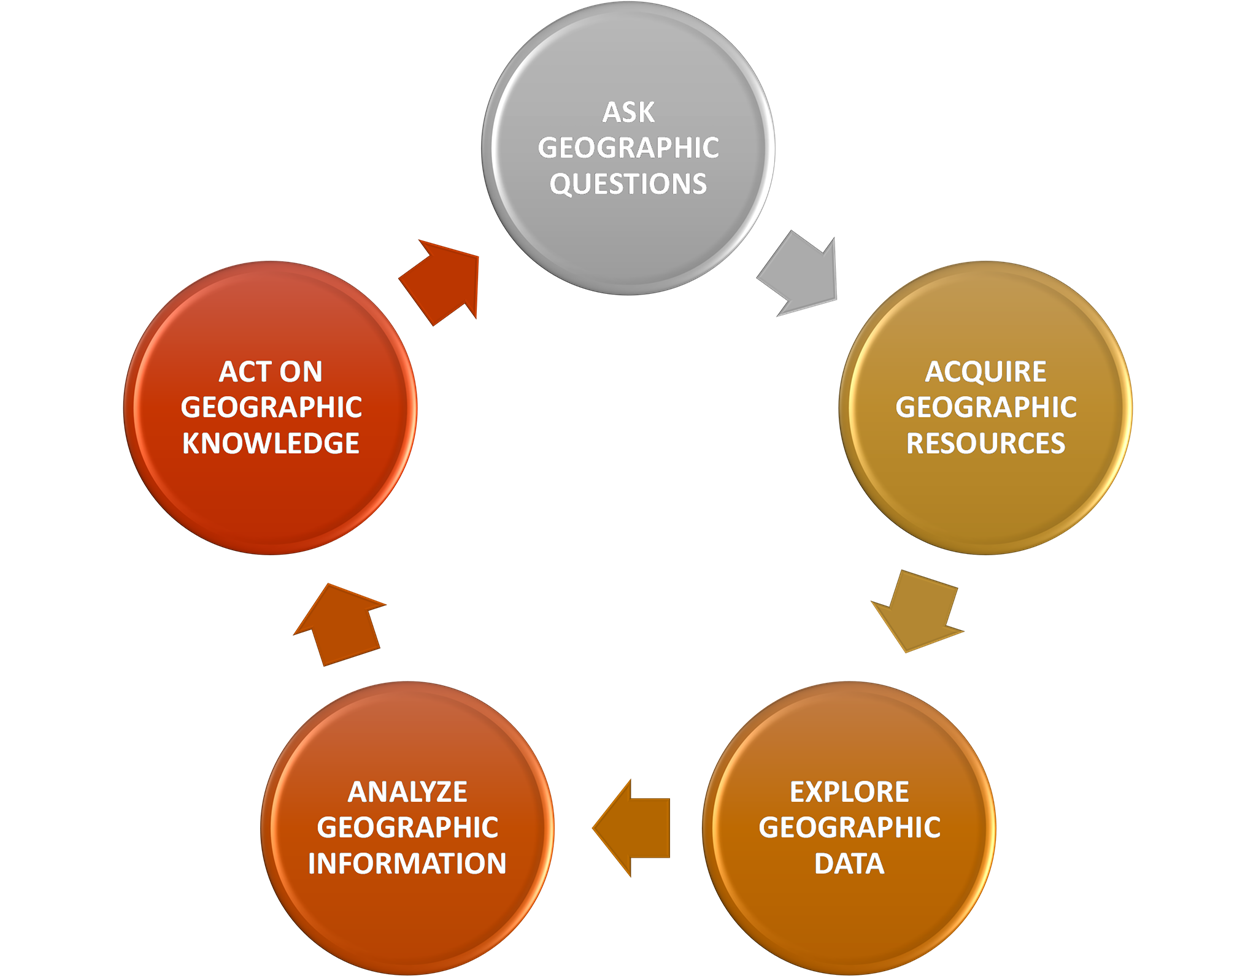 ASK
GEOGRAPHIC
QUESTIONS
ACQUIRE
GEOGRAPHIC
RESOURCES
EXPLORE
GEOGRAPHIC
DATA
ANALYZE
GEOGRAPHIC
INFORMATION
ACT ON
GEOGRAPHIC
KNOWLEDGE